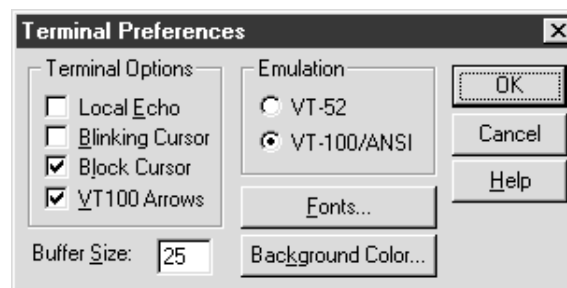 Terminal Preferences
Terminal Options
Local Echo
Blinking Cursor
Block Cursor
VT100 Arrows
Buffer Size: 25
Emulation
VT-52
VT-100/ANSI
Fonts...
Background Color...
OK
Cancel
Help